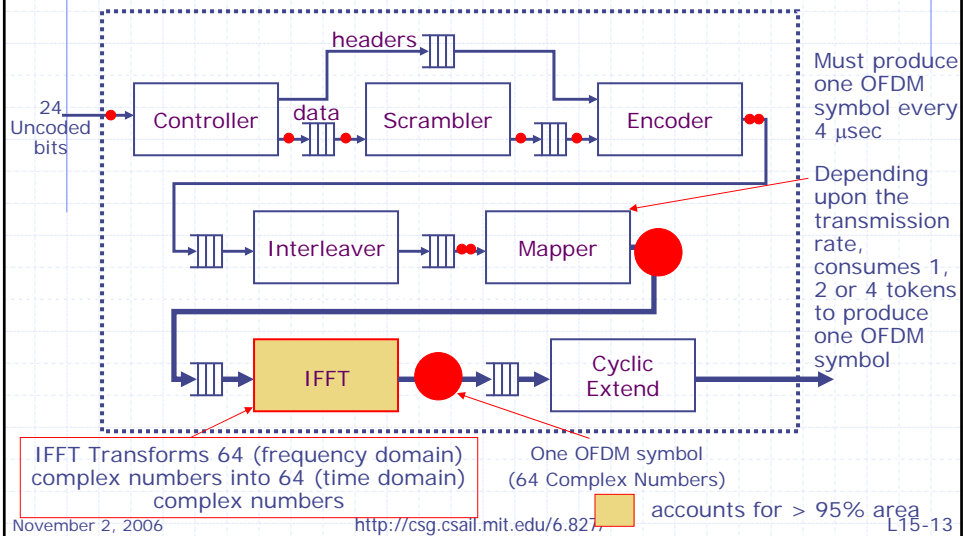 headers
24
Uncoded
bits
Controller
data
Scrambler
Encoder
Must produce
one OFDM
symbol every
4 μsec
Depending
upon the
transmission
rate,
consumes 1,
2 or 4 tokens
to produce
one OFDM
symbol
Interleaver
Mapper
IFFT
Cyclic
Extend
IFFT Transforms 64 (frequency domain)
complex numbers into 64 (time domain)
complex numbers
One OFDM symbol
(64 Complex Numbers)
accounts for > 95% area
November 2, 2006
http://csg.csail.mit.edu/6.827/
L15-13